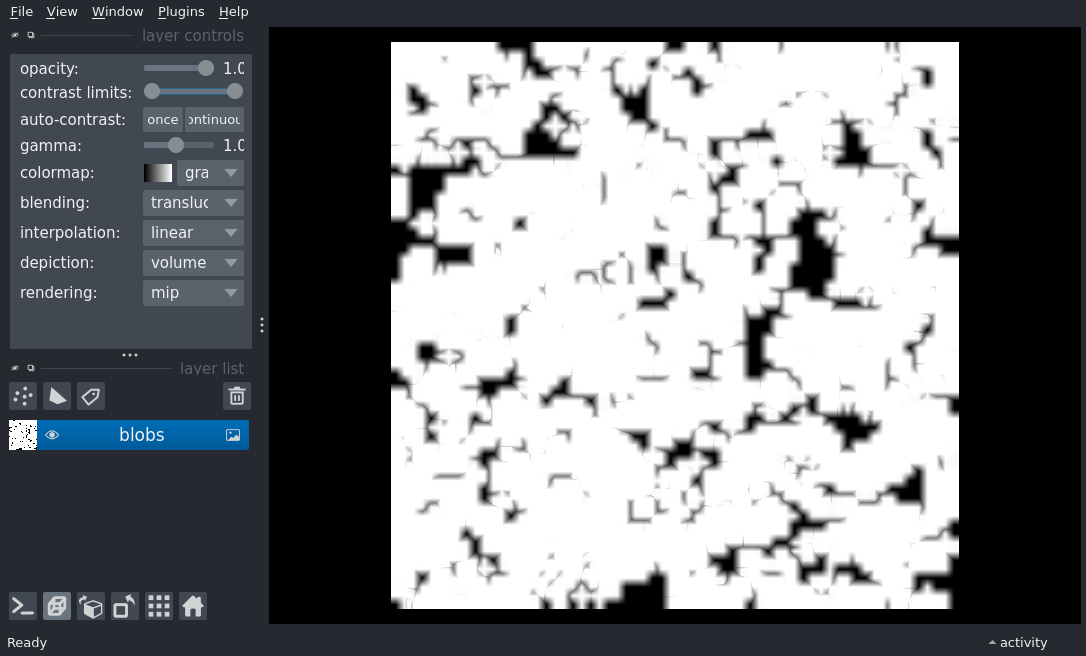 File View Window Plugins Help
layer controls
opacity: 1.0
contrast limits:
auto-contrast: once ontinuou
gamma: 1.0
colormap: gra
blending: transluc
interpolation: linear
depiction: volume
rendering: mip
layer list
blobs
Ready
activity